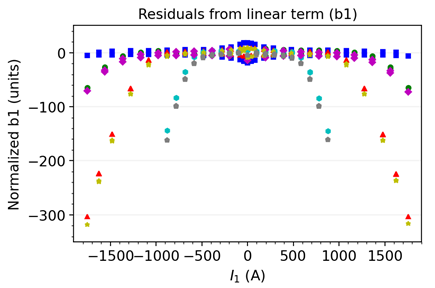 Residuals from linear term (b1)
0
−100
−200
−300
Normalized b1 (units)
−1500 −1000 −500 0 500 1000 1500
I₁ (A)